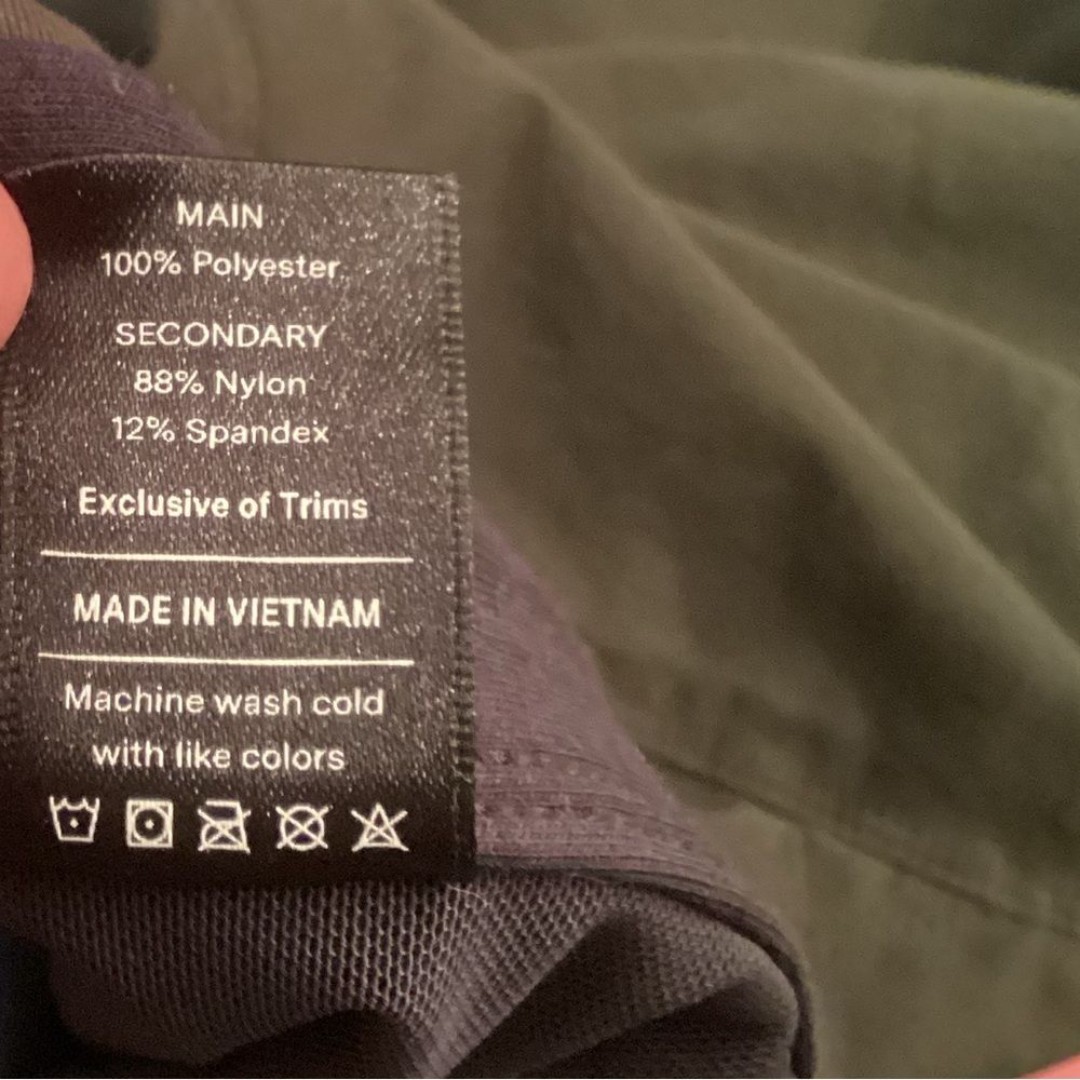 MAIN
100% Polyester
SECONDARY
88% Nylon
12% Spandex
Exclusive of Trims
MADE IN VIETNAM
Machine wash cold
with like colors